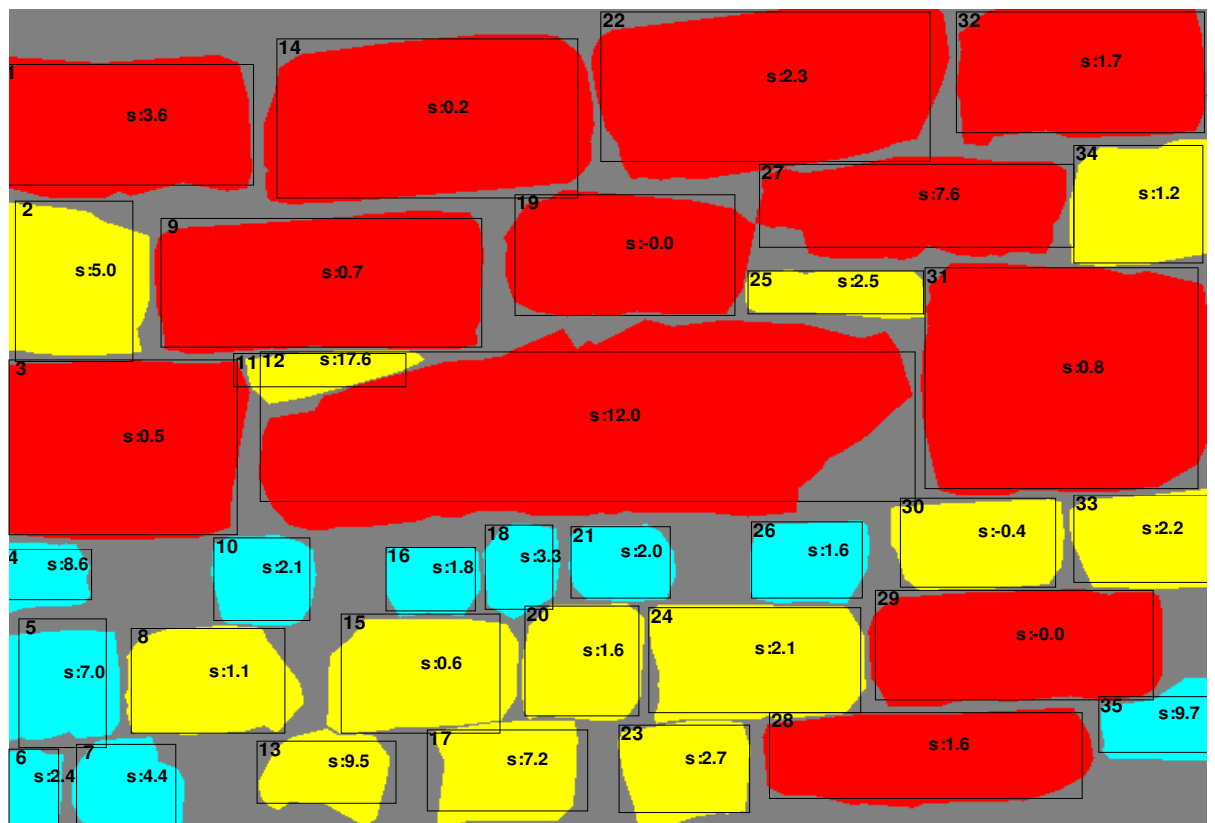 1
s:3.6
14
s:0.2
22
s:2.3
32
s:1.7
2
s:5.0
9
s:0.7
19
s:-0.0
27
s:7.6
34
s:1.2
25
s:2.5
31
s:0.8
3
s:0.5
11
12
s:17.6
s:12.0
4
s:8.6
10
s:2.1
16
s:1.8
18
s:3.3
21
s:2.0
26
s:1.6
30
s:-0.4
33
s:2.2
5
s:7.0
8
s:1.1
15
s:0.6
20
s:1.6
24
s:2.1
29
s:-0.0
35
s:9.7
6
s:2.4
7
s:4.4
13
s:9.5
17
s:7.2
23
s:2.7
28
s:1.6